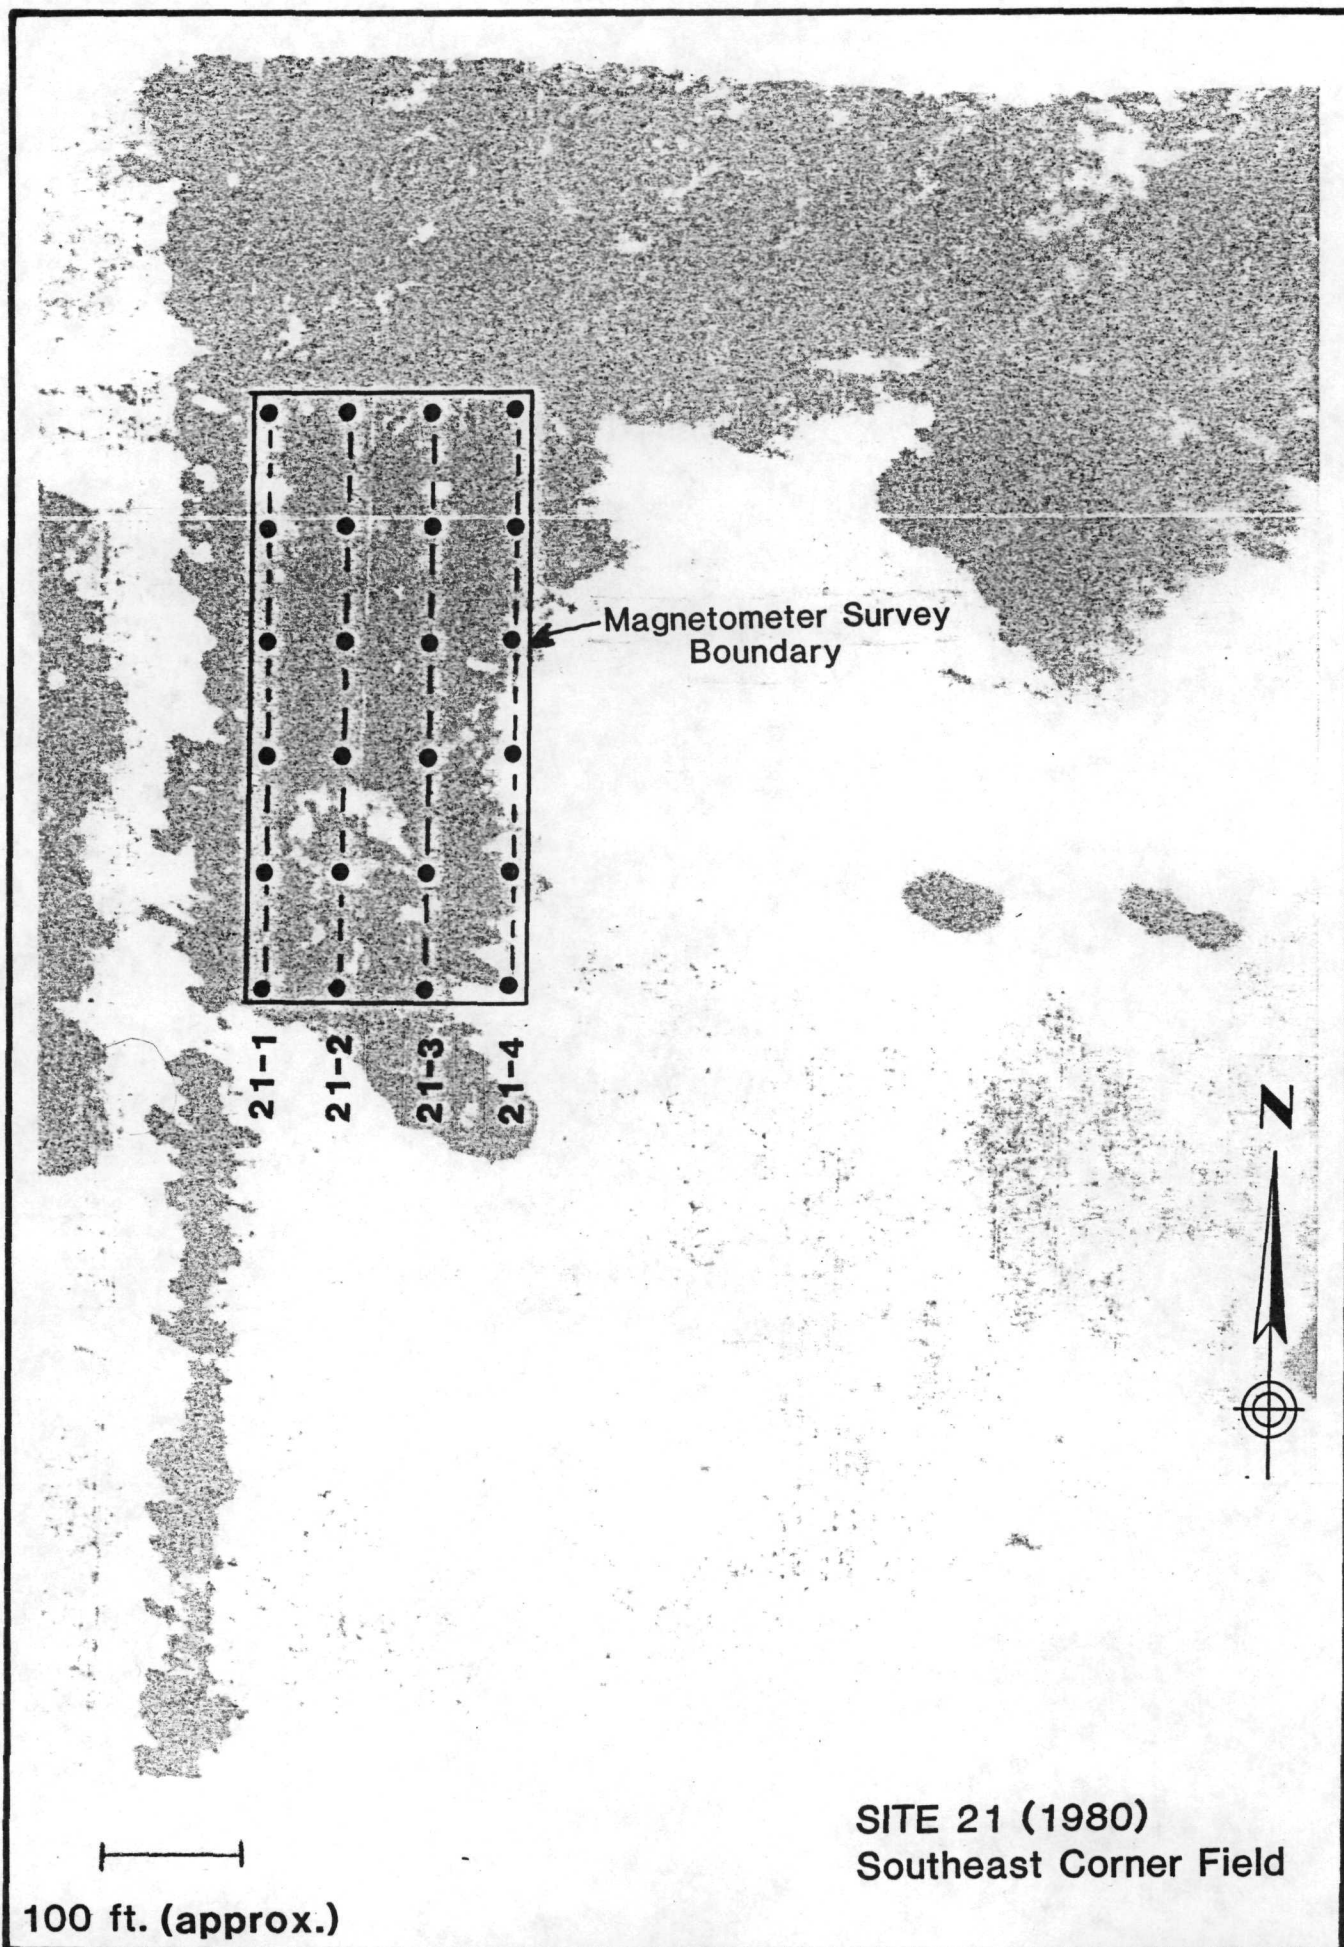 Magnetometer Survey
Boundary
21-1
21-2
21-3
21-4
N
SITE 21 (1980)
Southeast Corner Field
100 ft. (approx.)